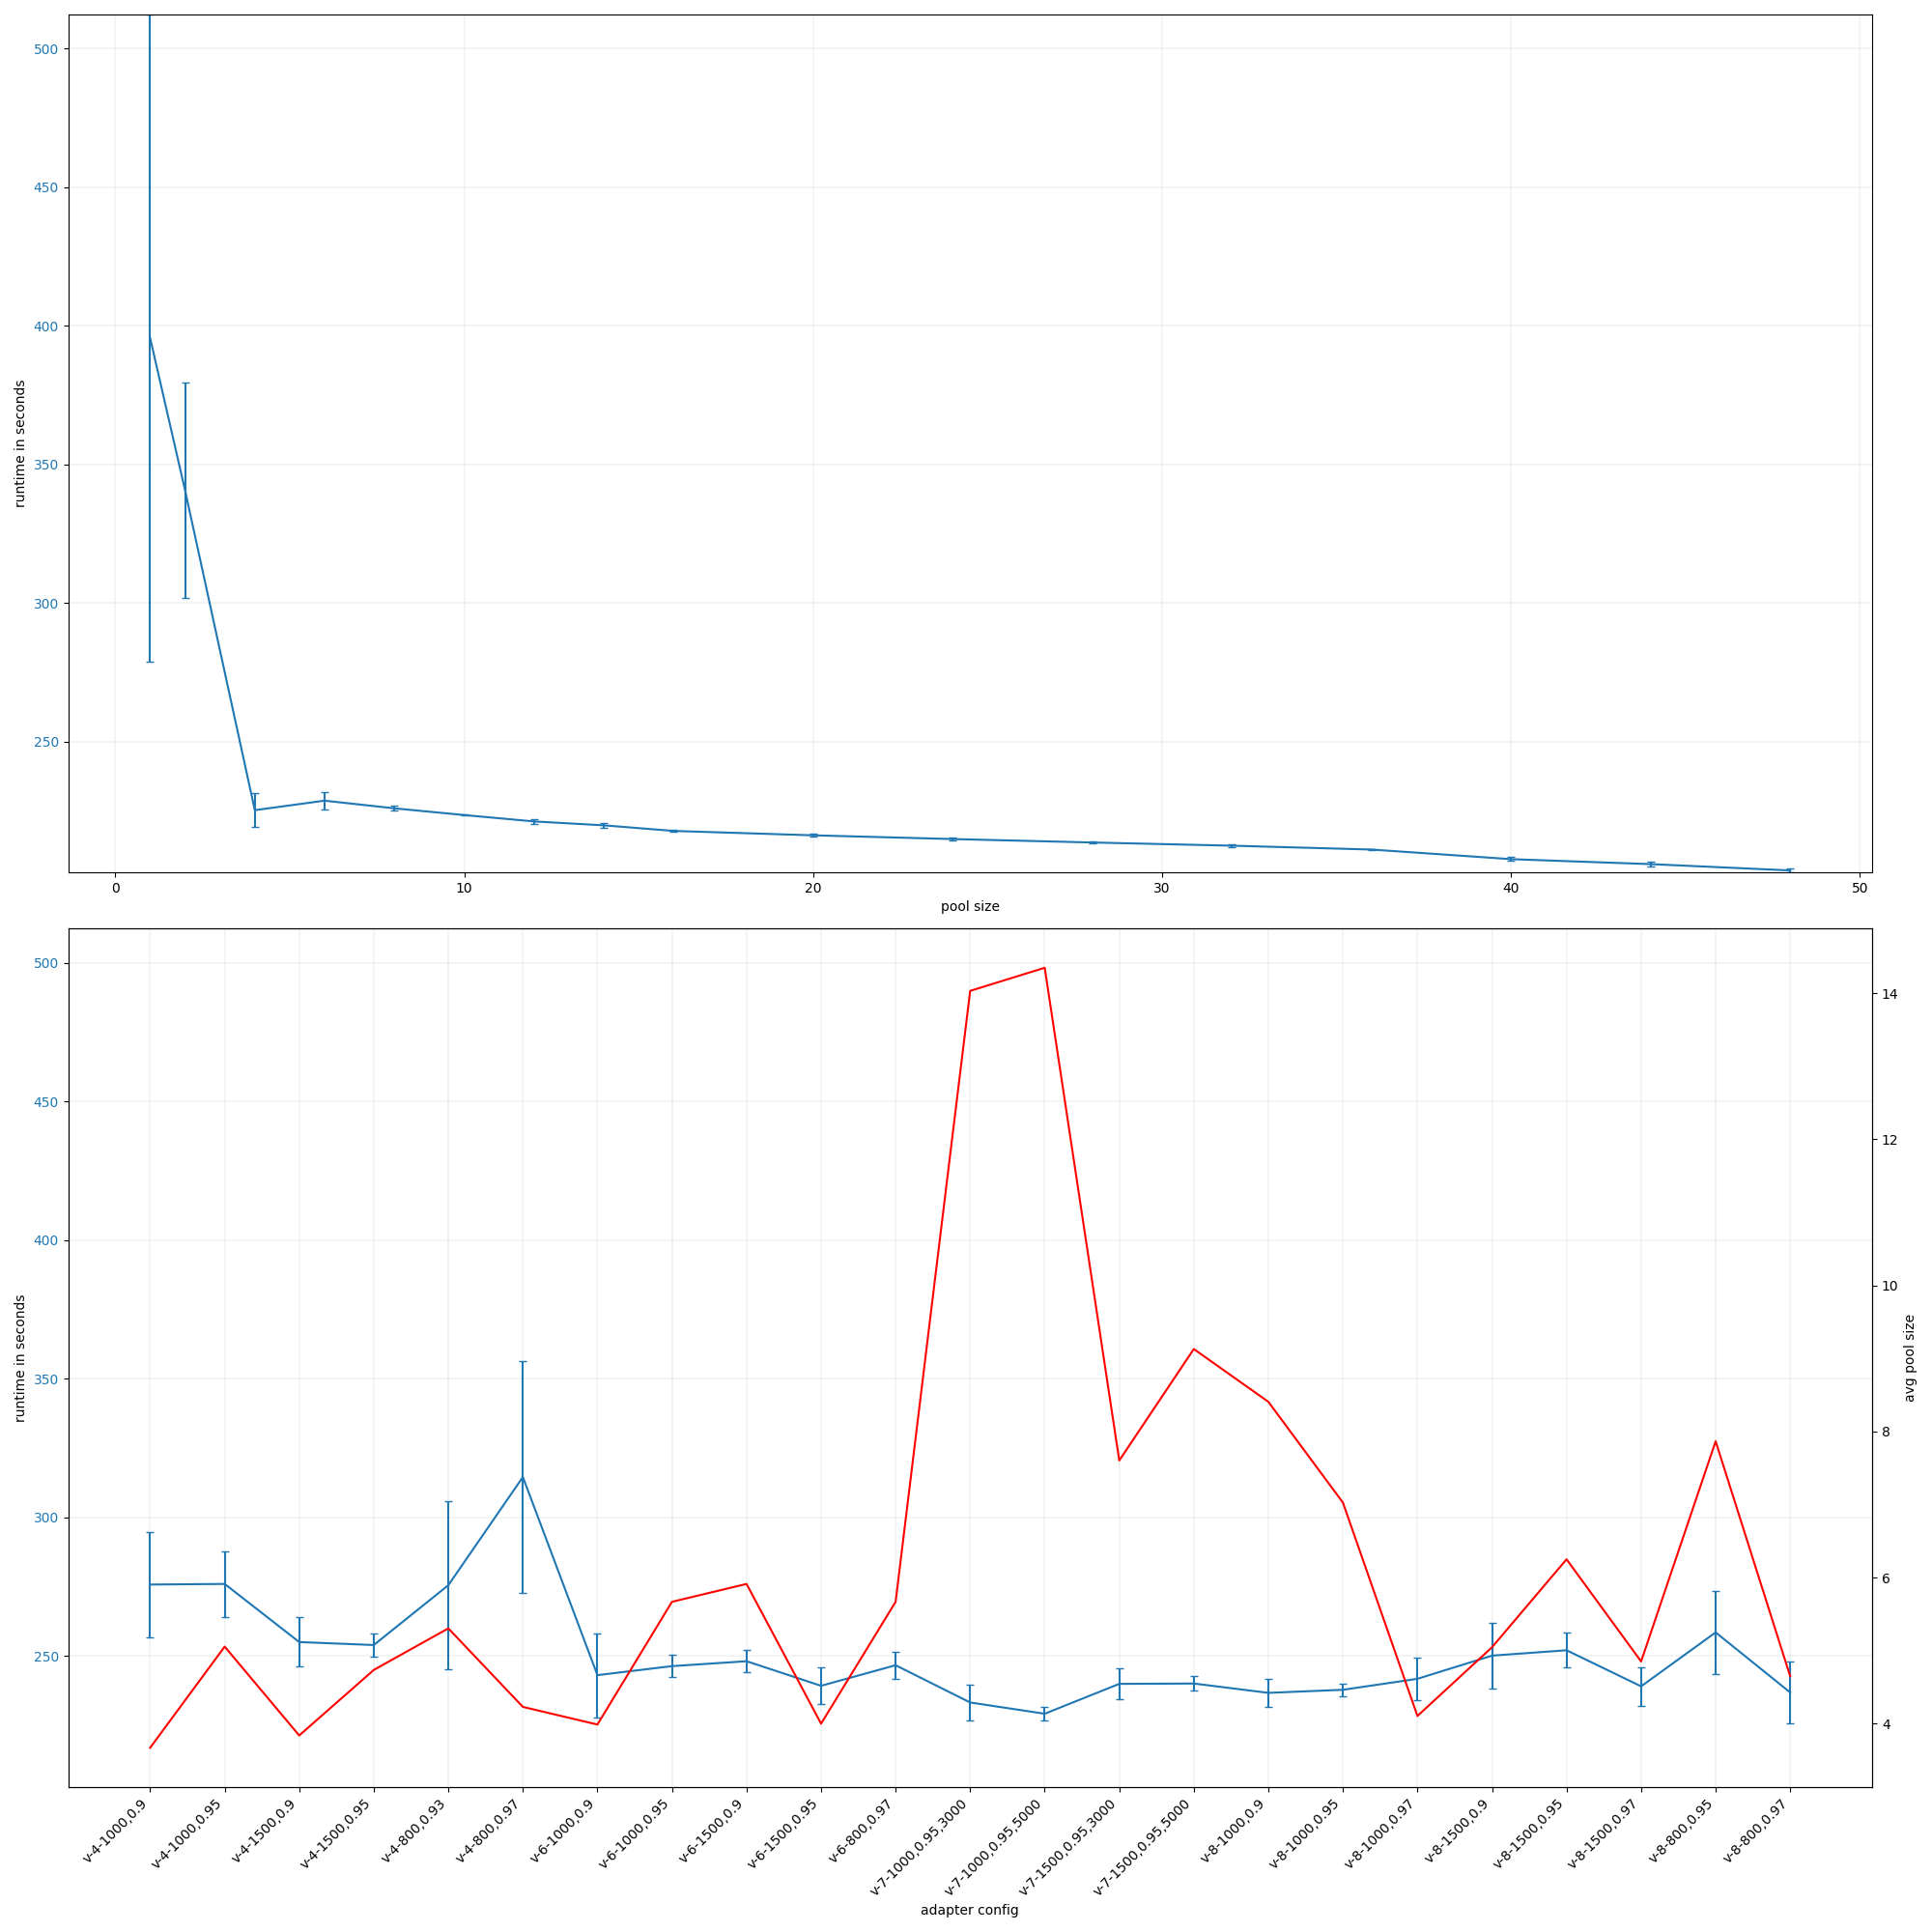 500
450
400
350
300
250
runtime in seconds
0 10 20 30 40 50
pool size
500
450
400
350
300
250
runtime in seconds
14
12
10
8
6
4
avg pool size
v-4-1000,0.9
v-4-1000,0.95
v-4-1500,0.9
v-4-1500,0.95
v-4-800,0.93
v-4-800,0.97
v-6-1000,0.9
v-6-1000,0.95
v-6-1500,0.9
v-6-1500,0.95
v-6-800,0.97
v-7-1000,0.95,3000
v-7-1000,0.95,5000
v-7-1500,0.95,3000
v-7-1500,0.95,5000
v-8-1000,0.9
v-8-1000,0.95
v-8-1000,0.97
v-8-1500,0.9
v-8-1500,0.95
v-8-1500,0.97
v-8-800,0.95
v-8-800,0.97
adapter config